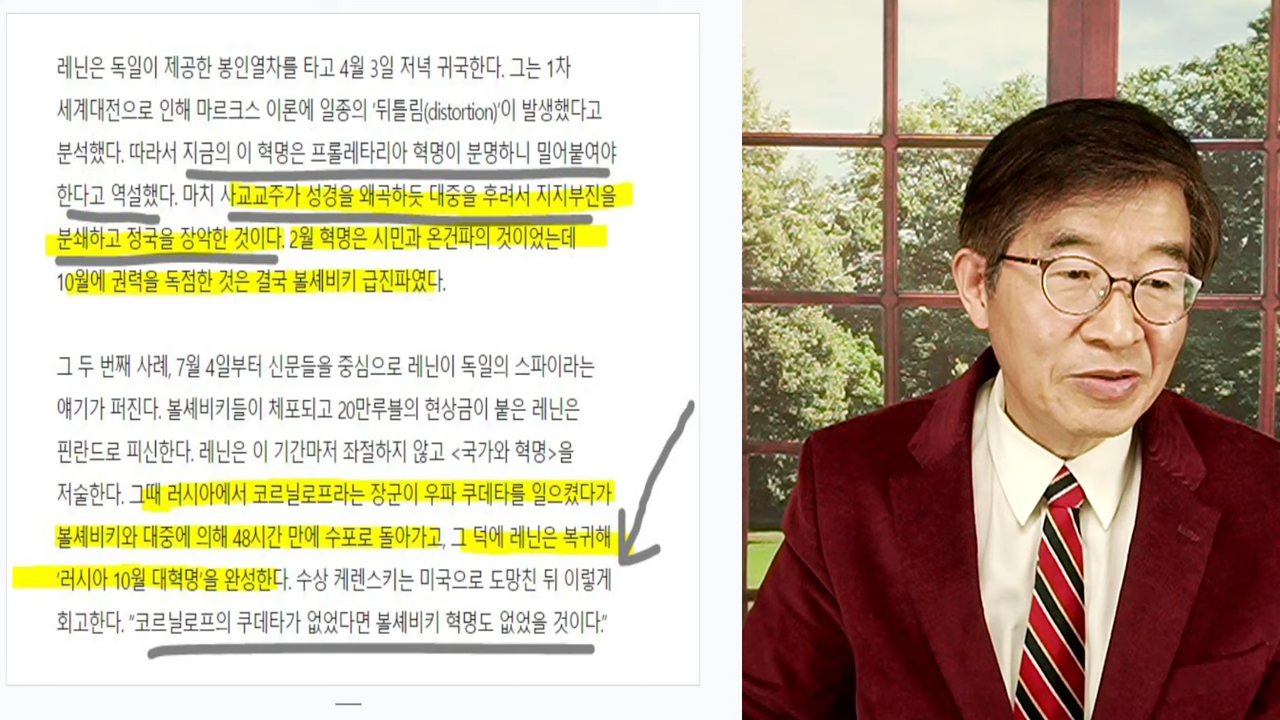 레닌은 독일이 제공한 봉인열차를 타고 4월 3일 저녁 귀국한다. 그는 1차
세계대전으로 인해 마르크스 이론에 일종의 ‘뒤틀림(distortion)’이 발생했다고
분석했다. 따라서 지금의 이 혁명은 프롤레타리아 혁명이 분명하니 밀어붙여야
한다고 역설했다. 마치 사교교주가 성경을 왜곡하듯 대중을 후려서 지지부진을
분쇄하고 정국을 장악한 것이다. 2월 혁명은 시민과 온건파의 것이었는데
10월에 권력을 독점한 것은 결국 볼셰비키 급진파였다.
그 두 번째 사례, 7월 4일부터 신문들을 중심으로 레닌이 독일의 스파이라는
얘기가 퍼진다. 볼셰비키들이 체포되고 20만루블의 현상금이 붙은 레닌은
핀란드로 피신한다. 레닌은 이 기간마저 좌절하지 않고 <국가와 혁명>을
저술한다. 그때 러시아에서 코르닐로프라는 장군이 우파 쿠데타를 일으켰다가
볼셰비키와 대중에 의해 48시간 만에 수포로 돌아가고, 그 덕에 레닌은 복귀해
‘러시아 10월 대혁명’을 완성한다. 수상 케렌스키는 미국으로 도망친 뒤 이렇게
회고한다. “코르닐로프의 쿠데타가 없었다면 볼셰비키 혁명도 없었을 것이다.”